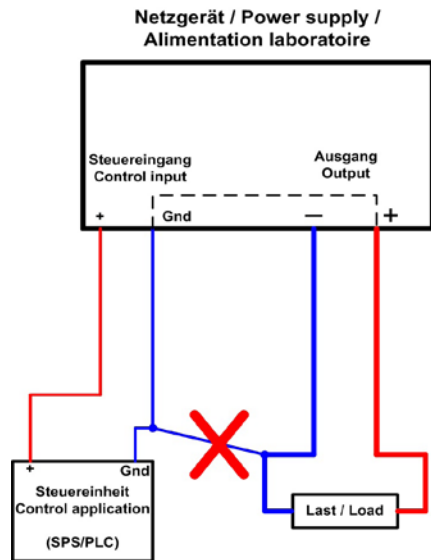 Netzgerät / Power supply /
Alimentation laboratoire
Steuereingang
Control input
Ausgang
Output
+
Gnd
—
+
+
Gnd
Steuereinheit
Control application
(SPS/PLC)
Last / Load